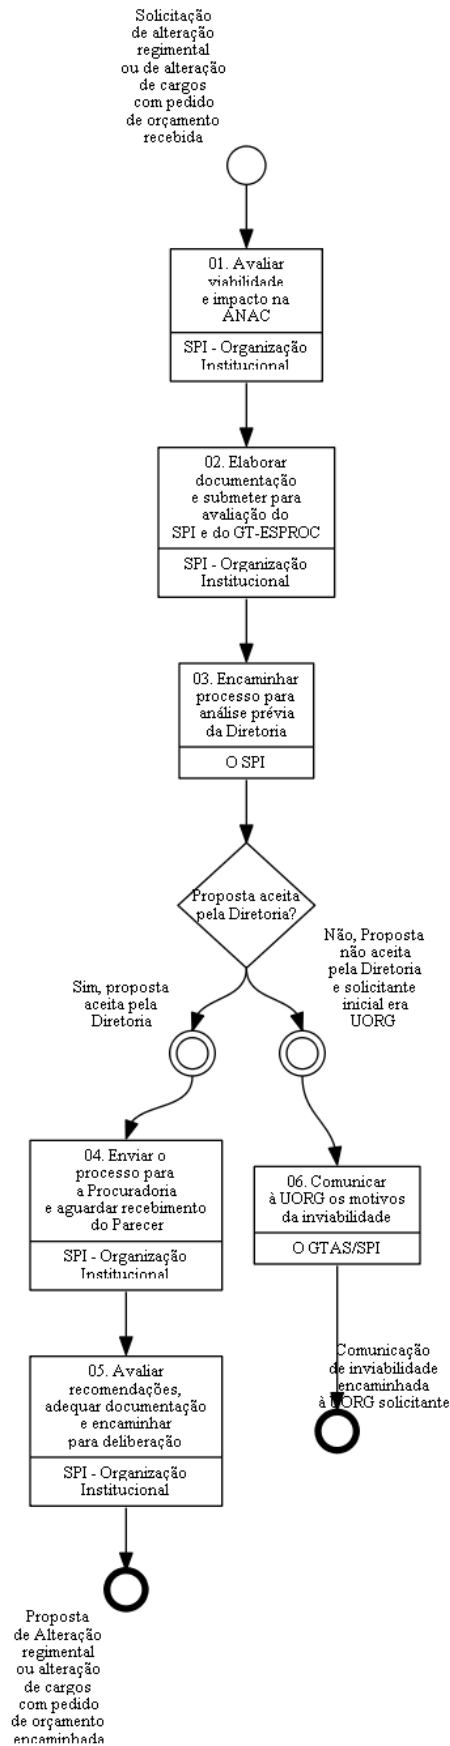 Solicitação
de alteração
regimental
ou de alteração
de cargos
com pedido
de orçamento
recebida
01. Avaliar
viabilidade
e impacto na
ANAC
SPI - Organização
Institucional
02. Elaborar
documentação
e submeter para
avaliação do
SPI e do GT-ESPROC
SPI - Organização
Institucional
03. Encaminhar
processo para
análise prévia
da Diretoria
O SPI
Proposta aceita
pela Diretoria?
Sim, proposta
aceita pela
Diretoria
Não, Proposta
não aceita
pela Diretoria
e solicitante
inicial era
UORG
04. Enviar o
processo para
a Procuradoria
e aguardar recebimento
do Parecer
SPI - Organização
Institucional
06. Comunicar
à UORG os motivos
da inviabilidade
O GTAS/SPI
05. Avaliar
recomendações,
adequar documentação
e encaminhar
para deliberação
SPI - Organização
Institucional
Comunicação
de inviabilidade
encaminhada
à UORG solicitante
Proposta
de Alteração
regimental
ou alteração
de cargos
com pedido
de orçamento
encaminhada